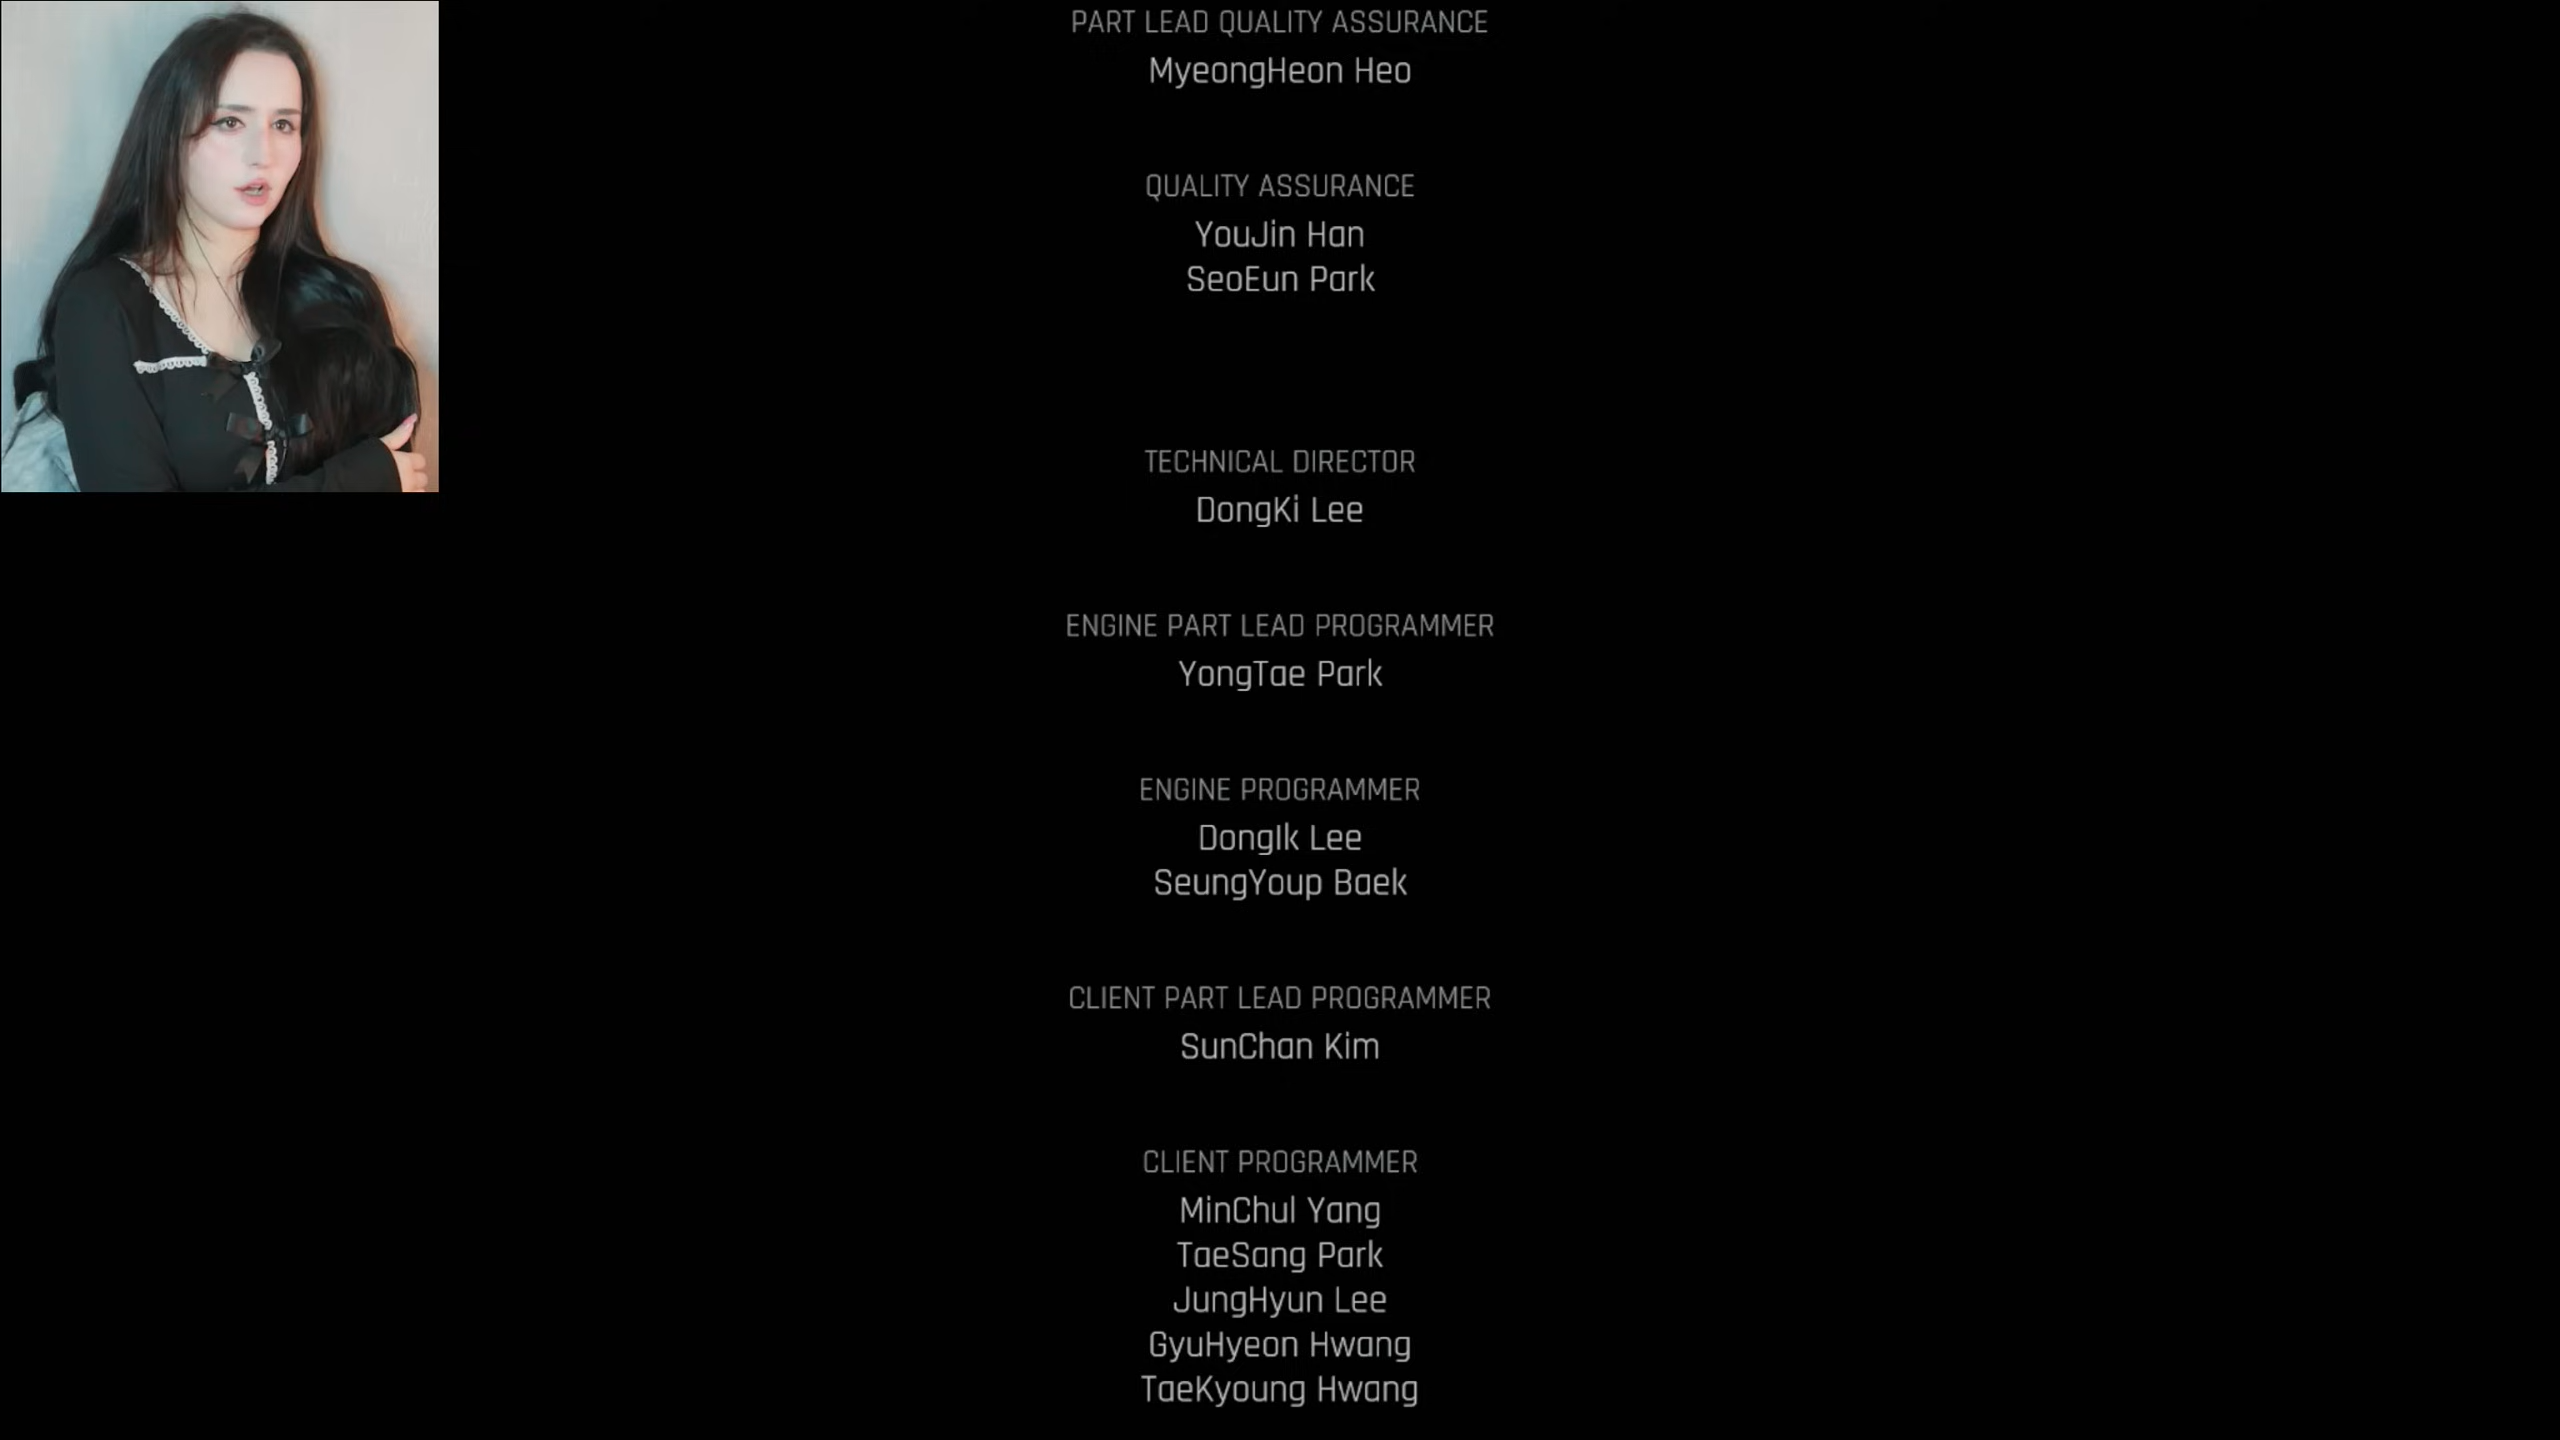 PART LEAD QUALITY ASSURANCE
MyeongHeon Heo
QUALITY ASSURANCE
YouJin Han
SeoEun Park
TECHNICAL DIRECTOR
DongKi Lee
ENGINE PART LEAD PROGRAMMER
YongTae Park
ENGINE PROGRAMMER
DongIk Lee
SeungYoup Baek
CLIENT PART LEAD PROGRAMMER
SunChan Kim
CLIENT PROGRAMMER
MinChul Yang
TaeSang Park
JungHyun Lee
GyuHyeon Hwang
TaeKyoung Hwang